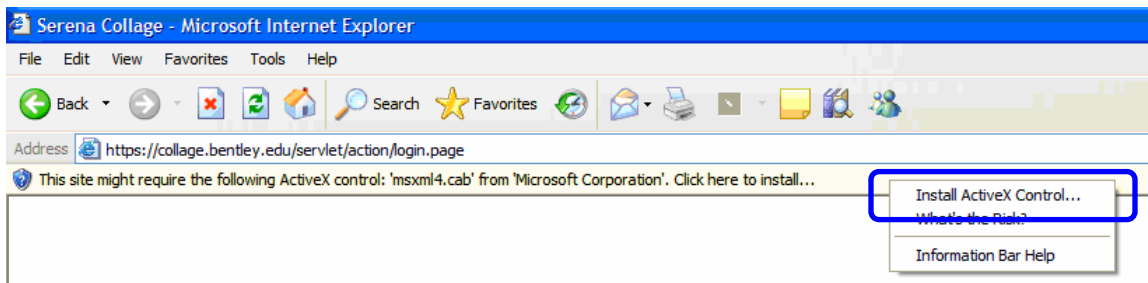 Serena Collage - Microsoft Internet Explorer
File Edit View Favorites Tools Help
Back Search Favorites
Address https://collage.bentley.edu/servlet/action/login.page
This site might require the following ActiveX control: 'msxml4.cab' from 'Microsoft Corporation'. Click here to install...
Install ActiveX Control...
What's the Risk?
Information Bar Help